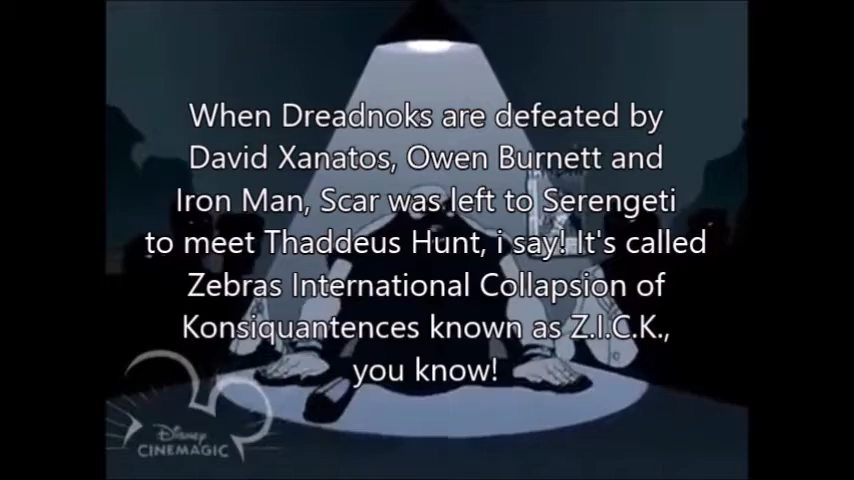 When Dreadnoks are defeated by
David Xanatos, Owen Burnett and
Iron Man, Scar was left to Serengeti
to meet Thaddeus Hunt, i say! It's called
Zebras International Collapsion of
Konsiquantences known as Z.I.C.K.,
you know!
Disney
CINEMAGIC